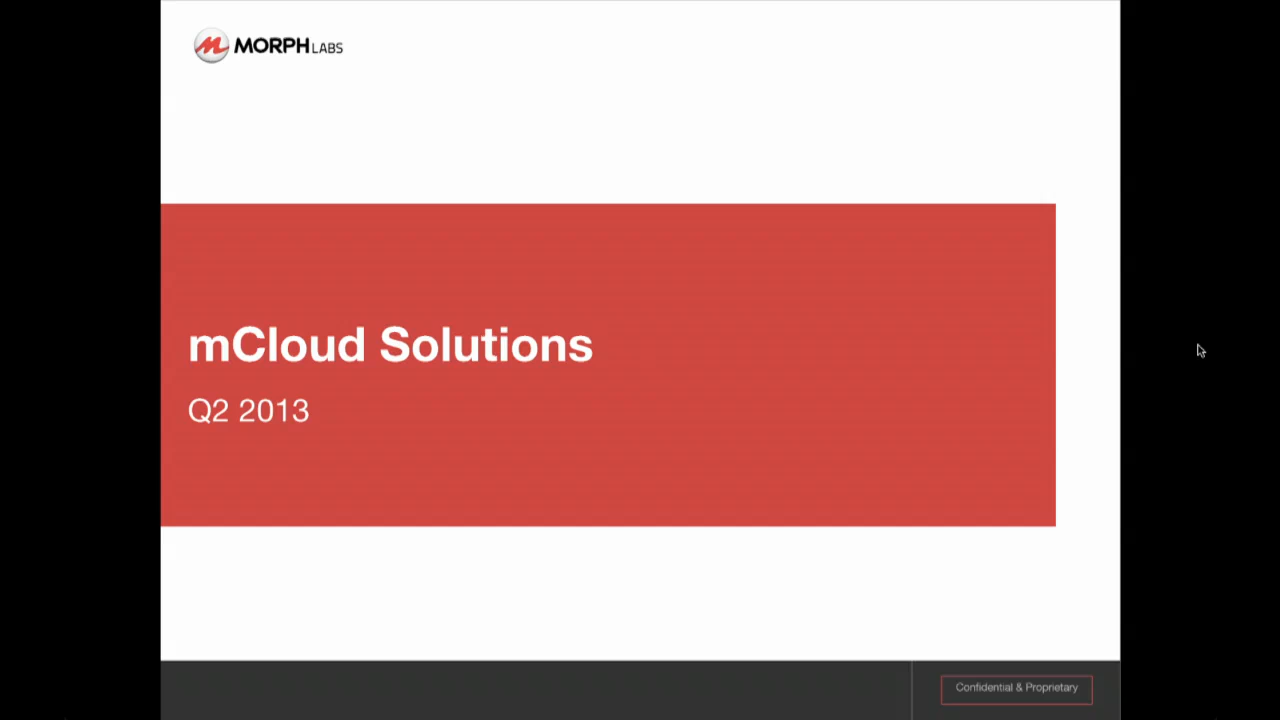 MORPH LABS
mCloud Solutions
Q2 2013
Confidential & Proprietary